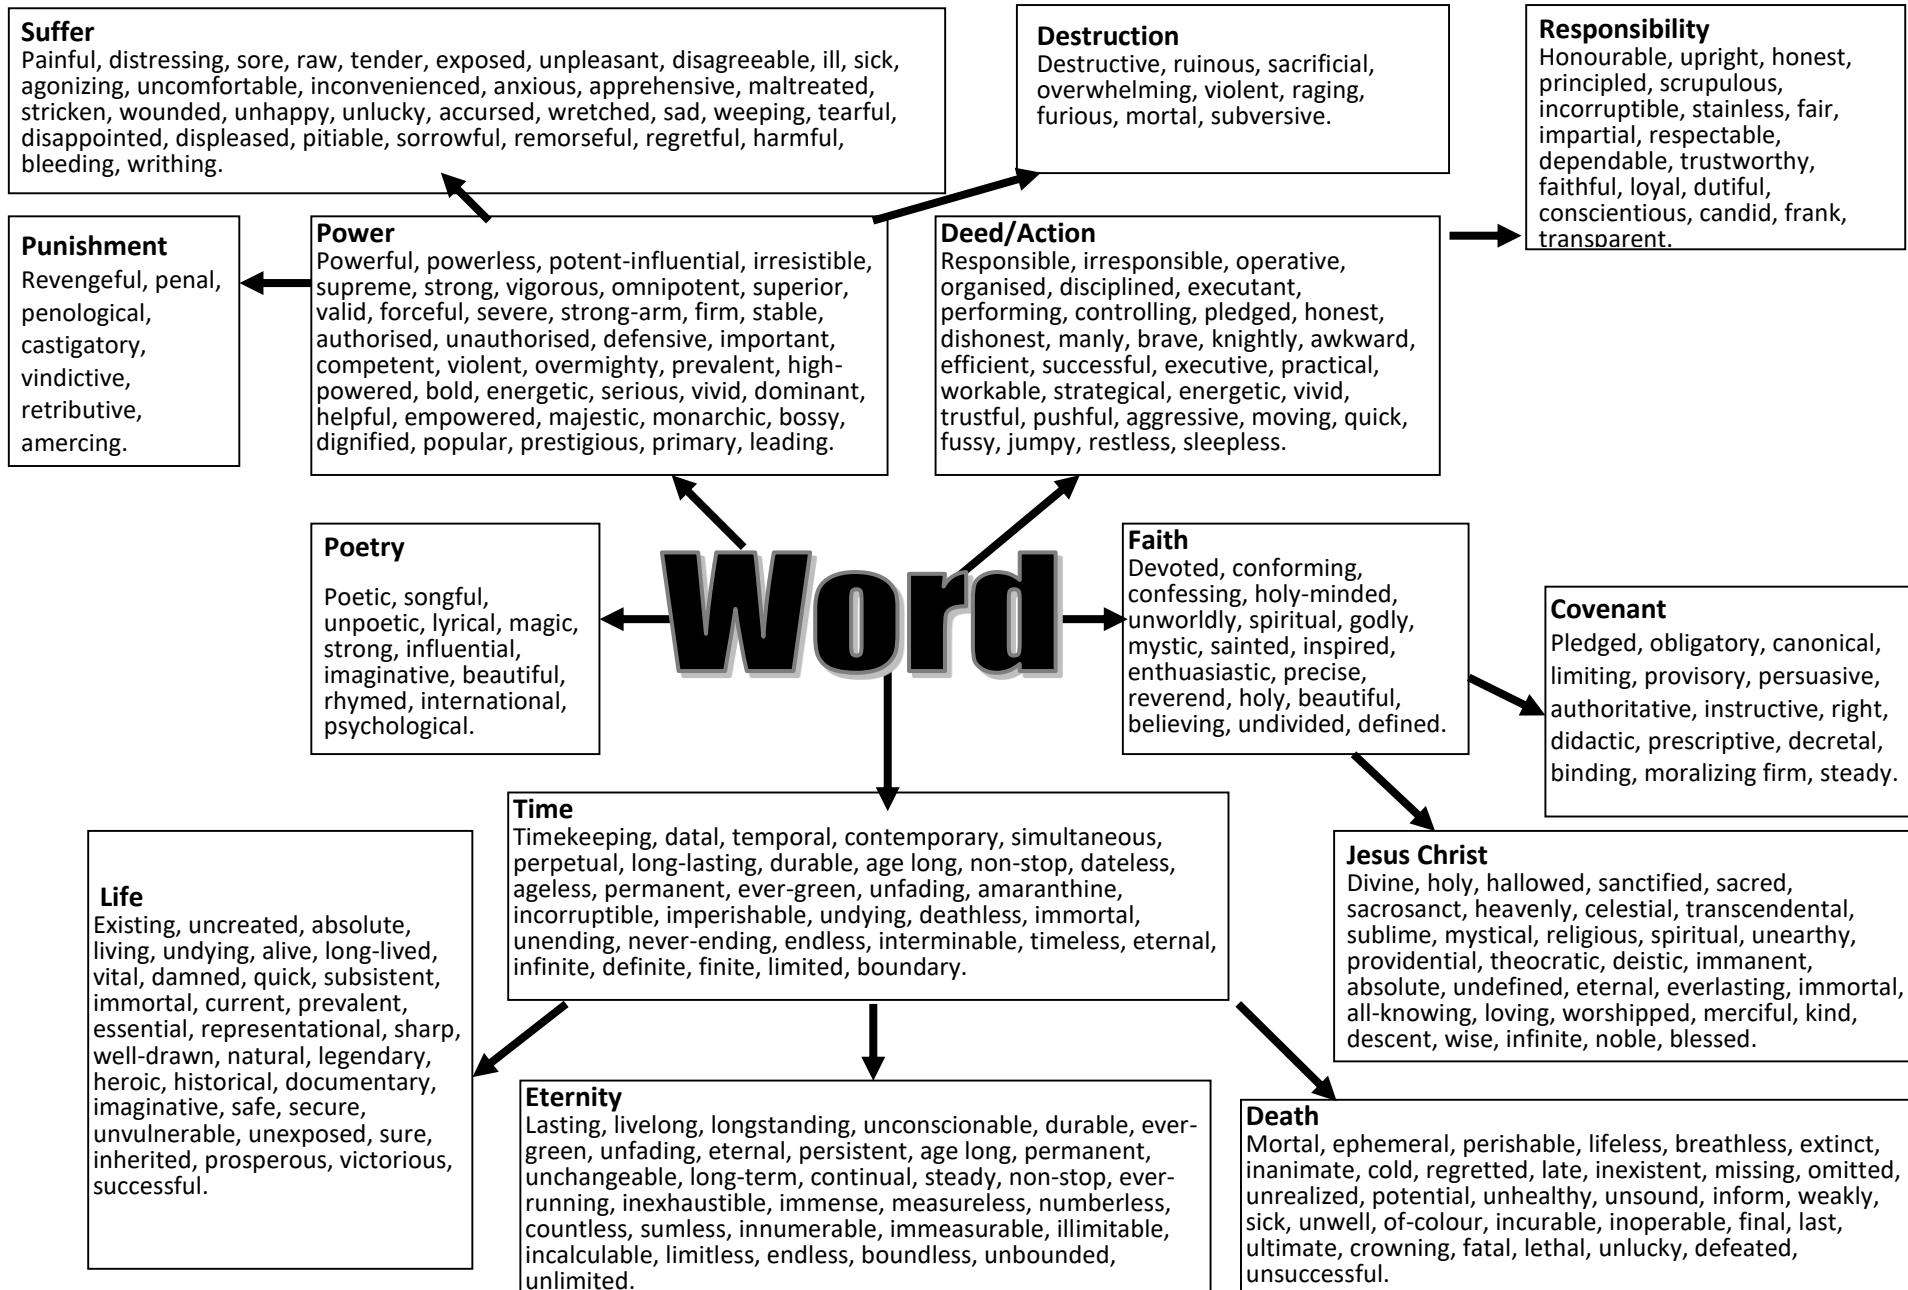 Suffer
Painful, distressing, sore, raw, tender, exposed, unpleasant, disagreeable, ill, sick,
agonizing, uncomfortable, inconvenienced, anxious, apprehensive, maltreated,
stricken, wounded, unhappy, unlucky, accursed, wretched, sad, weeping, tearful,
disappointed, displeased, pitiable, sorrowful, remorseful, regretful, harmful,
bleeding, writhing.
Destruction
Destructive, ruinous, sacrificial,
overwhelming, violent, raging,
furious, mortal, subversive.
Responsibility
Honourable, upright, honest,
principled, scrupulous,
incorruptible, stainless, fair,
impartial, respectable,
dependable, trustworthy,
faithful, loyal, dutiful,
conscientious, candid, frank,
transparent.
Punishment
Revengeful, penal,
penological,
castigatory,
vindictive,
retributive,
amercing.
Power
Powerful, powerless, potent-influential, irresistible,
supreme, strong, vigorous, omnipotent, superior,
valid, forceful, severe, strong-arm, firm, stable,
authorised, unauthorised, defensive, important,
competent, violent, overmighty, prevalent, high-
powered, bold, energetic, serious, vivid, dominant,
helpful, empowered, majestic, monarchic, bossy,
dignified, popular, prestigious, primary, leading.
Deed/Action
Responsible, irresponsible, operative,
organised, disciplined, executant,
performing, controlling, pledged, honest,
dishonest, manly, brave, knightly, awkward,
efficient, successful, executive, practical,
workable, strategical, energetic, vivid,
trustful, pushful, aggressive, moving, quick,
fussy, jumpy, restless, sleepless.
Poetry
Poetic, songful,
unpoetic, lyrical, magic,
strong, influential,
imaginative, beautiful,
rhymed, international,
psychological.
Word
Faith
Devoted, conforming,
confessing, holy-minded,
unworldly, spiritual, godly,
mystic, sainted, inspired,
enthusiastic, precise,
reverend, holy, beautiful,
believing, undivided, defined.
Covenant
Pledged, obligatory, canonical,
limiting, provisory, persuasive,
authoritative, instructive, right,
didactic, prescriptive, decretal,
binding, moralizing firm, steady.
Time
Timekeeping, datal, temporal, contemporary, simultaneous,
perpetual, long-lasting, durable, age long, non-stop, dateless,
ageless, permanent, ever-green, unfading, amaranthine,
incorruptible, imperishable, undying, deathless, immortal,
unending, never-ending, endless, interminable, timeless, eternal,
infinite, definite, finite, limited, boundary.
Life
Existing, uncreated, absolute,
living, undying, alive, long-lived,
vital, damned, quick, subsistent,
immortal, current, prevalent,
essential, representational, sharp,
well-drawn, natural, legendary,
heroic, historical, documentary,
imaginative, safe, secure,
unvulnerable, unexposed, sure,
inherited, prosperous, victorious,
successful.
Jesus Christ
Divine, holy, hallowed, sanctified, sacred,
sacrosanct, heavenly, celestial, transcendental,
sublime, mystical, religious, spiritual, unearthy,
providential, theocratic, deistic, immanent,
absolute, undefined, eternal, everlasting, immortal,
all-knowing, loving, worshipped, merciful, kind,
descent, wise, infinite, noble, blessed.
Eternity
Lasting, livelong, longstanding, unconscionable, durable, ever-
green, unfading, eternal, persistent, age long, permanent,
unchangeable, long-term, continual, steady, non-stop, ever-
running, inexhaustible, immense, measureless, numberless,
countless, sumless, innumerable, immeasurable, illimitable,
incalculable, limitless, endless, boundless, unbounded,
unlimited.
Death
Mortal, ephemeral, perishable, lifeless, breathless, extinct,
inanimate, cold, regretted, late, inexistent, missing, omitted,
unrealized, potential, unhealthy, unsound, inform, weakly,
sick, unwell, of-colour, incurable, inoperable, final, last,
ultimate, crowning, fatal, lethal, unlucky, defeated,
unsuccessful.